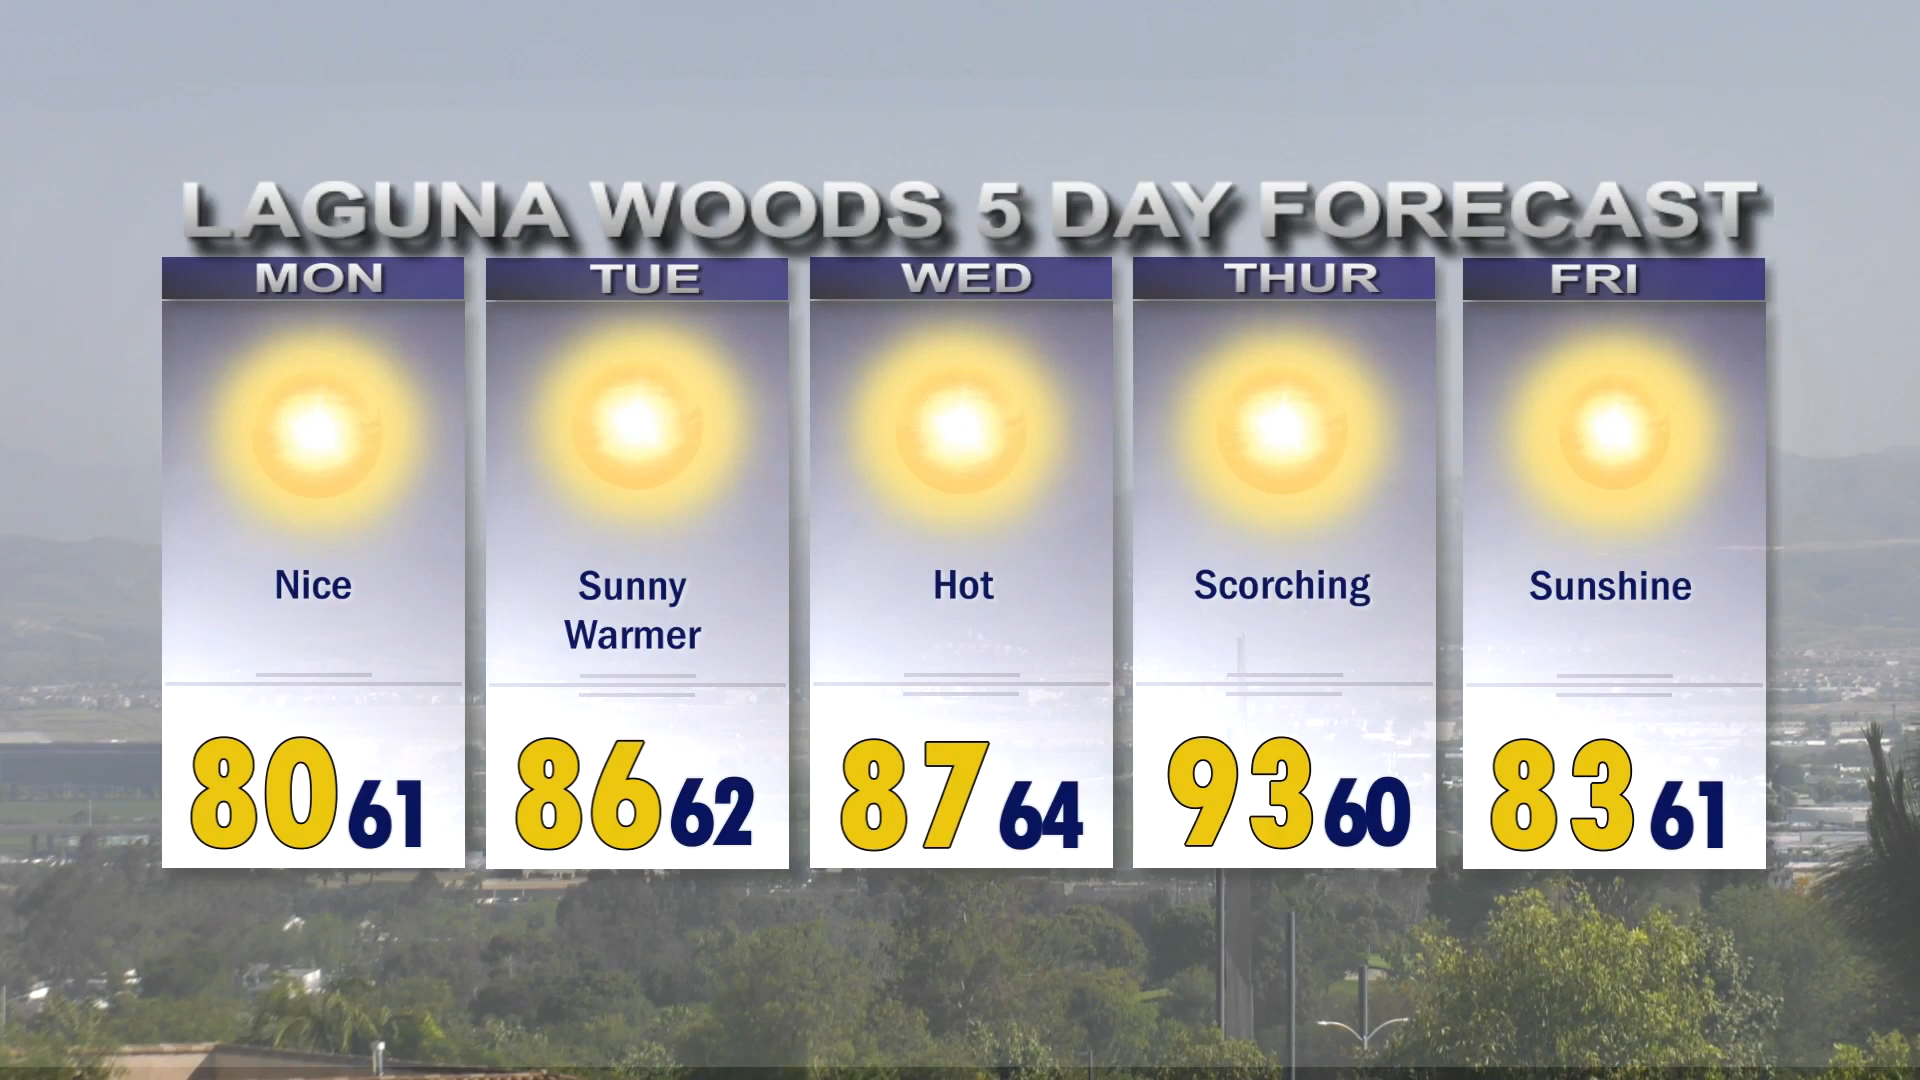 LAGUNA WOODS 5 DAY FORECAST
MON
Nice
80 61
TUE
Sunny
Warmer
86 62
WED
Hot
87 64
THUR
Scorching
93 60
FRI
Sunshine
83 61